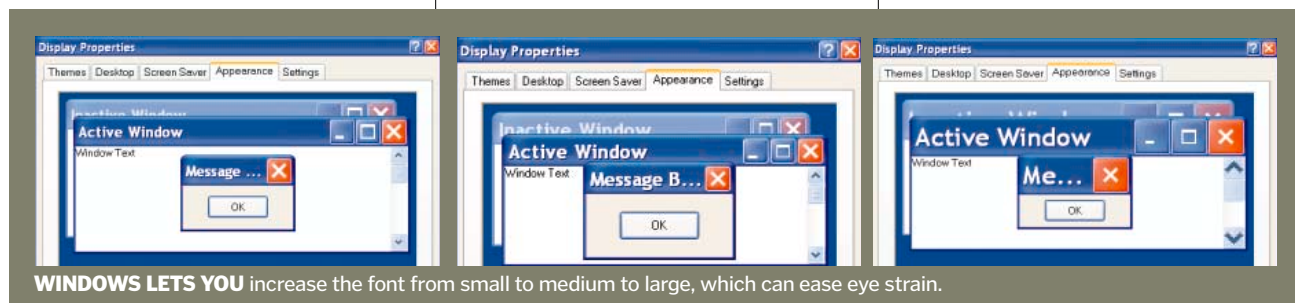 Display Properties
Themes Desktop Screen Saver Appearance Settings
Inactive Window
Active Window
Window Text
Message ...
OK
Display Properties
Themes Desktop Screen Saver Appearance Settings
Inactive Window
Active Window
Window Text
Message B...
OK
Display Properties
Themes Desktop Screen Saver Appearance Settings
Active Window
Window Text
Me...
OK
WINDOWS LETS YOU increase the font from small to medium to large, which can ease eye strain.